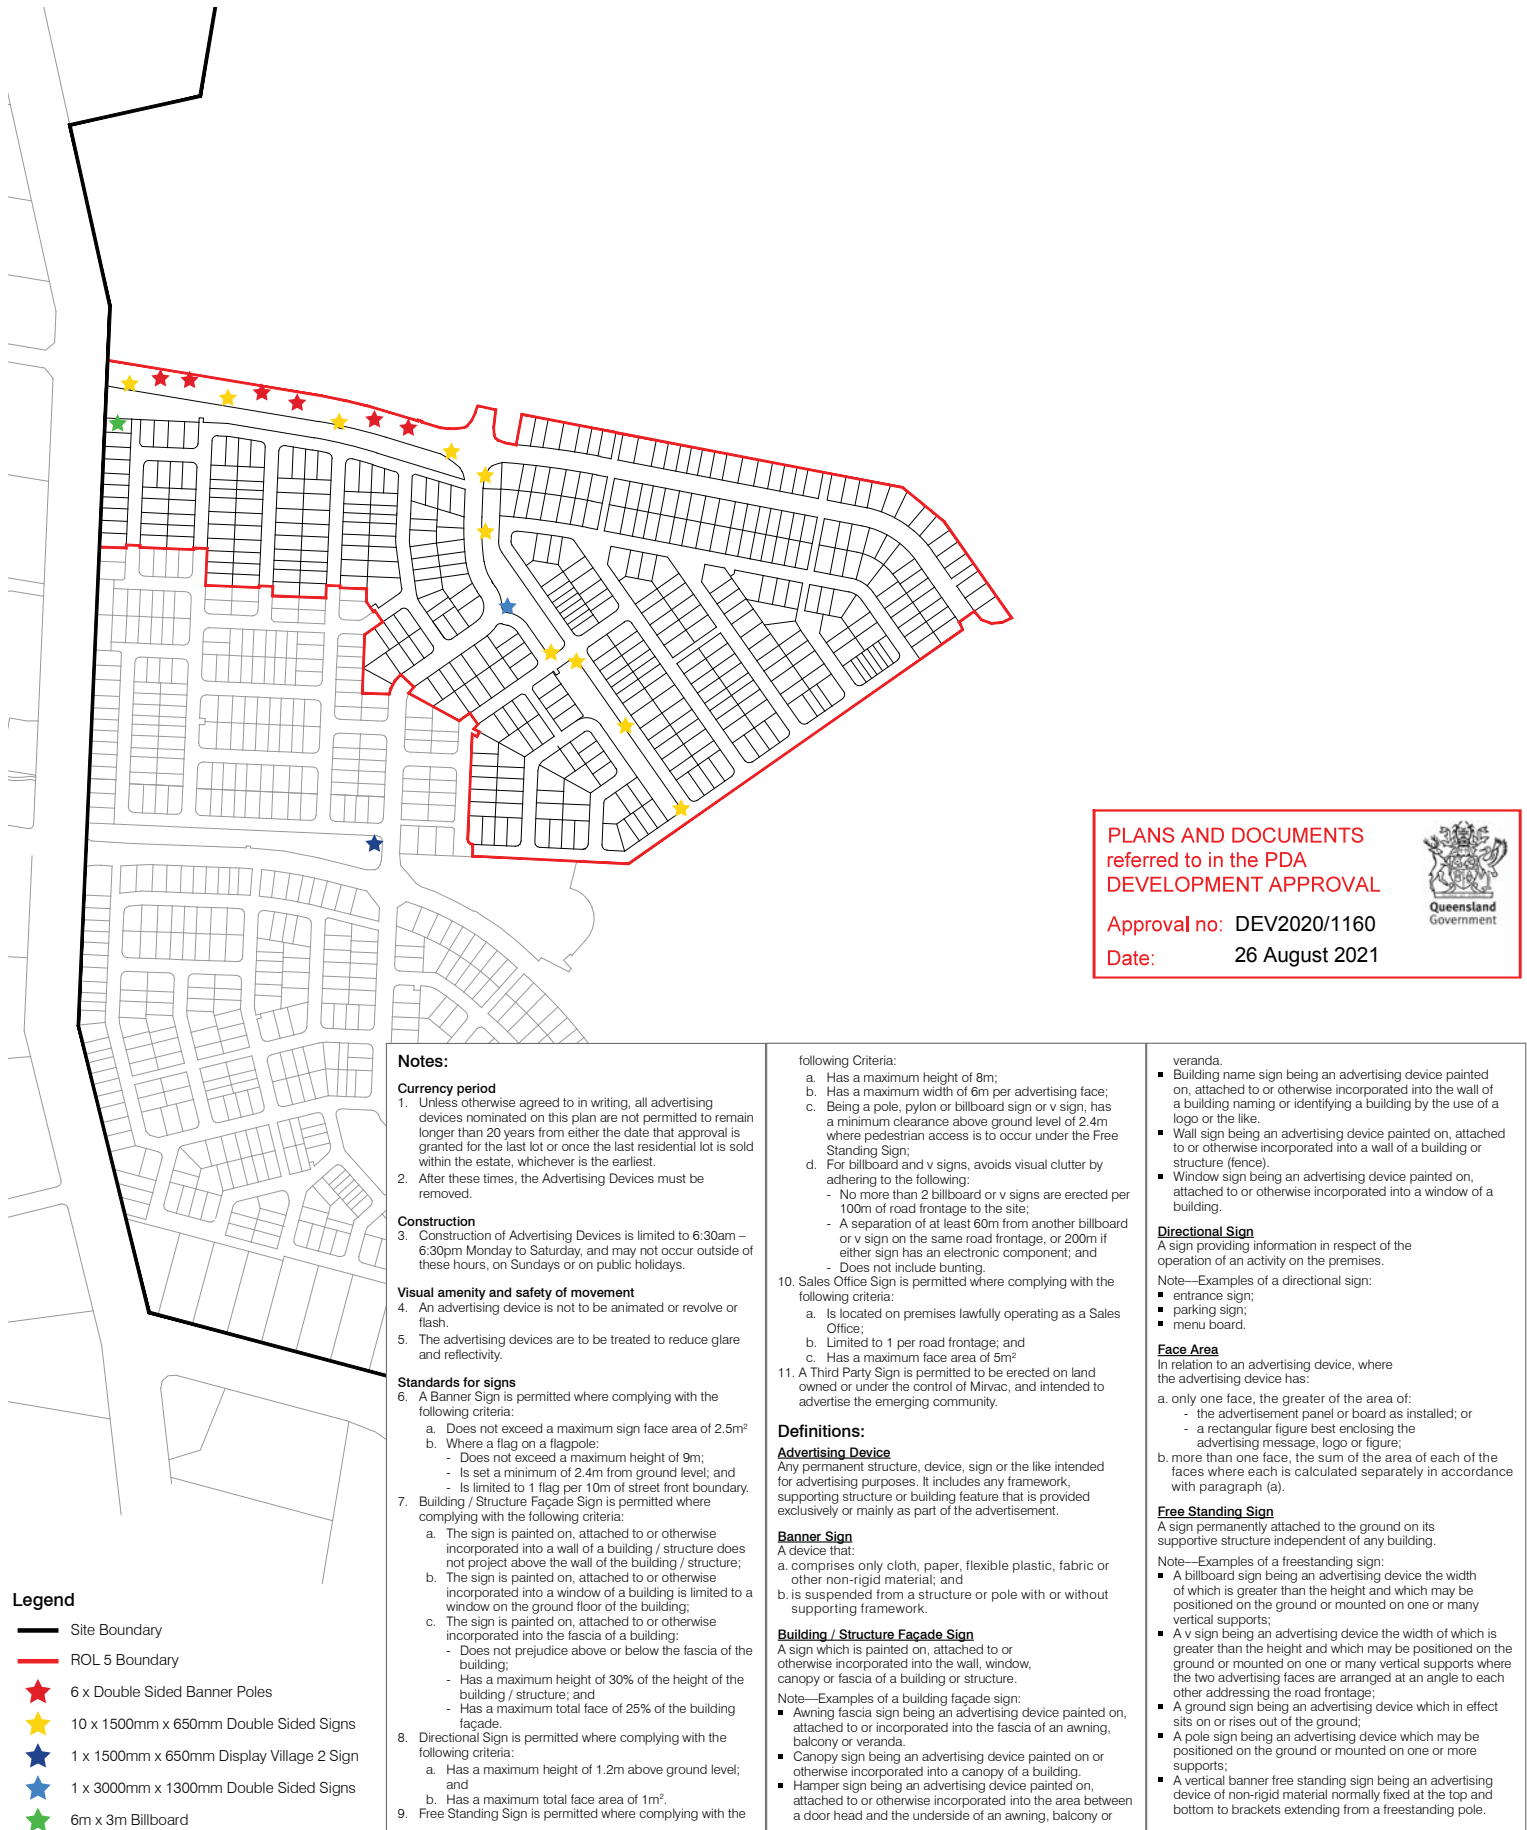 PLANS AND DOCUMENTS
referred to in the PDA
DEVELOPMENT APPROVAL
Approval no: DEV2020/1160
Date: 26 August 2021
Queensland
Government
Notes:
Currency period
1. Unless otherwise agreed to in writing, all advertising
devices nominated on this plan are not permitted to remain
longer than 20 years from either the date that approval is
granted for the last lot or once the last residential lot is sold
within the estate, whichever is the earliest.
2. After these times, the Advertising Devices must be
removed.
Construction
3. Construction of Advertising Devices is limited to 6:30am –
6:30pm Monday to Saturday, and may not occur outside of
these hours, on Sundays or on public holidays.
Visual amenity and safety of movement
4. An advertising device is not to be animated or revolve or
flash.
5. The advertising devices are to be treated to reduce glare
and reflectivity.
Standards for signs
6. A Banner Sign is permitted where complying with the
following criteria:
a. Does not exceed a maximum sign face area of 2.5m²
b. Where a flag on a flagpole:
- Does not exceed a maximum height of 9m;
- Is set a minimum of 2.4m from ground level; and
- Is limited to 1 flag per 10m of street front boundary.
7. Building / Structure Façade Sign is permitted where
complying with the following criteria:
a. The sign is painted on, attached to or otherwise
incorporated into a wall of a building / structure does
not project above the wall of the building / structure;
b. The sign is painted on, attached to or otherwise
incorporated into a window of a building is limited to a
window on the ground floor of the building;
c. The sign is painted on, attached to or otherwise
incorporated into the fascia of a building:
- Does not prejudice above or below the fascia of the
building;
- Has a maximum height of 30% of the height of the
building / structure; and
- Has a maximum total face of 25% of the building
façade.
8. Directional Sign is permitted where complying with the
following criteria:
a. Has a maximum height of 1.2m above ground level;
and
b. Has a maximum total face area of 1m².
9. Free Standing Sign is permitted where complying with the
following Criteria:
a. Has a maximum height of 8m;
b. Has a maximum width of 6m per advertising face;
c. Being a pole, pylon or billboard sign or v sign, has
a minimum clearance above ground level of 2.4m
where pedestrian access is to occur under the Free
Standing Sign;
d. For billboard and v signs, avoids visual clutter by
adhering to the following:
- No more than 2 billboard or v signs are erected per
100m of road frontage to the site;
- A separation of at least 60m from another billboard
or v sign on the same road frontage, or 200m if
either sign has an electronic component; and
- Does not include bunting.
10. Sales Office Sign is permitted where complying with the
following criteria:
a. Is located on premises lawfully operating as a Sales
Office;
b. Limited to 1 per road frontage; and
c. Has a maximum face area of 5m²
11. A Third Party Sign is permitted to be erected on land
owned or under the control of Mirvac, and intended to
advertise the emerging community.
Definitions:
Advertising Device
Any permanent structure, device, sign or the like intended
for advertising purposes. It includes any framework,
supporting structure or building feature that is provided
exclusively or mainly as part of the advertisement.
Banner Sign
A device that:
a. comprises only cloth, paper, flexible plastic, fabric or
other non-rigid material; and
b. is suspended from a structure or pole with or without
supporting framework.
Building / Structure Façade Sign
A sign which is painted on, attached to or
otherwise incorporated into the wall, window,
canopy or fascia of a building or structure.
Note—Examples of a building façade sign:
▪ Awning fascia sign being an advertising device painted on,
attached to or incorporated into the fascia of an awning,
balcony or veranda.
▪ Canopy sign being an advertising device painted on or
otherwise incorporated into a canopy of a building.
▪ Hamper sign being an advertising device painted on,
attached to or otherwise incorporated into the area between
a door head and the underside of an awning, balcony or
veranda.
▪ Building name sign being an advertising device painted
on, attached to or otherwise incorporated into the wall of
a building naming or identifying a building by the use of a
logo or the like.
▪ Wall sign being an advertising device painted on, attached
to or otherwise incorporated into a wall of a building or
structure (fence).
▪ Window sign being an advertising device painted on,
attached to or otherwise incorporated into a window of a
building.
Directional Sign
A sign providing information in respect of the
operation of an activity on the premises.
Note—Examples of a directional sign:
▪ entrance sign;
▪ parking sign;
▪ menu board.
Face Area
In relation to an advertising device, where
the advertising device has:
a. only one face, the greater of the area of:
- the advertisement panel or board as installed; or
- a rectangular figure best enclosing the
advertising message, logo or figure;
b. more than one face, the sum of the area of each of the
faces where each is calculated separately in accordance
with paragraph (a).
Free Standing Sign
A sign permanently attached to the ground on its
supportive structure independent of any building.
Note—Examples of a freestanding sign:
▪ A billboard sign being an advertising device the width
of which is greater than the height and which may be
positioned on the ground or mounted on one or many
vertical supports;
▪ A v sign being an advertising device the width of which is
greater than the height and which may be positioned on the
ground or mounted on one or many vertical supports where
the two advertising faces are arranged at an angle to each
other addressing the road frontage;
▪ A ground sign being an advertising device which in effect
sits on or rises out of the ground;
▪ A pole sign being an advertising device which may be
positioned on the ground or mounted on one or more
supports;
▪ A vertical banner free standing sign being an advertising
device of non-rigid material normally fixed at the top and
bottom to brackets extending from a freestanding pole.
Legend
Site Boundary
ROL 5 Boundary
6 x Double Sided Banner Poles
10 x 1500mm x 650mm Double Sided Signs
1 x 1500mm x 650mm Display Village 2 Sign
1 x 3000mm x 1300mm Double Sided Signs
6m x 3m Billboard